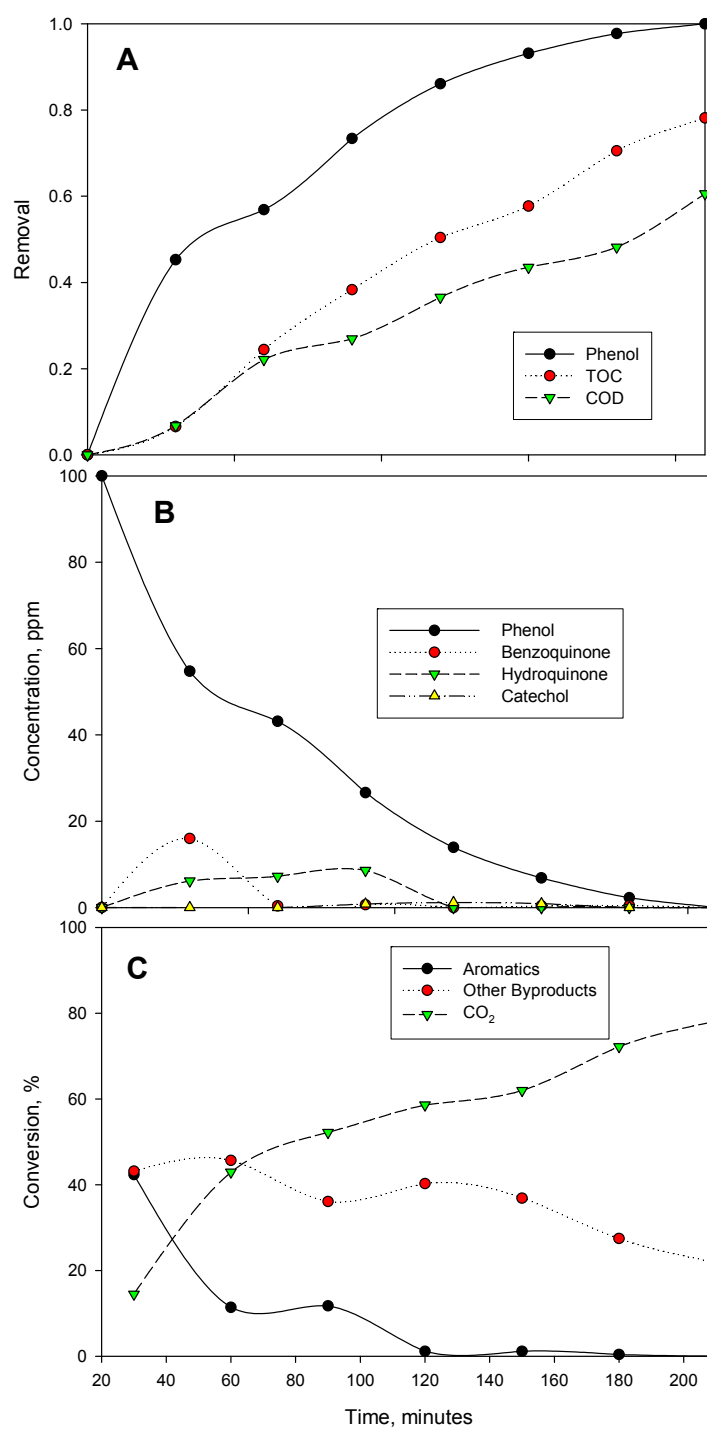 A
1.0
0.8
0.6
0.4
0.2
0.0
Removal
Phenol
TOC
COD
B
100
80
60
40
20
0
Concentration, ppm
Phenol
Benzoquinone
Hydroquinone
Catechol
C
100
80
60
40
20
0
Conversion, %
Aromatics
Other Byproducts
CO₂
20 40 60 80 100 120 140 160 180 200
Time, minutes